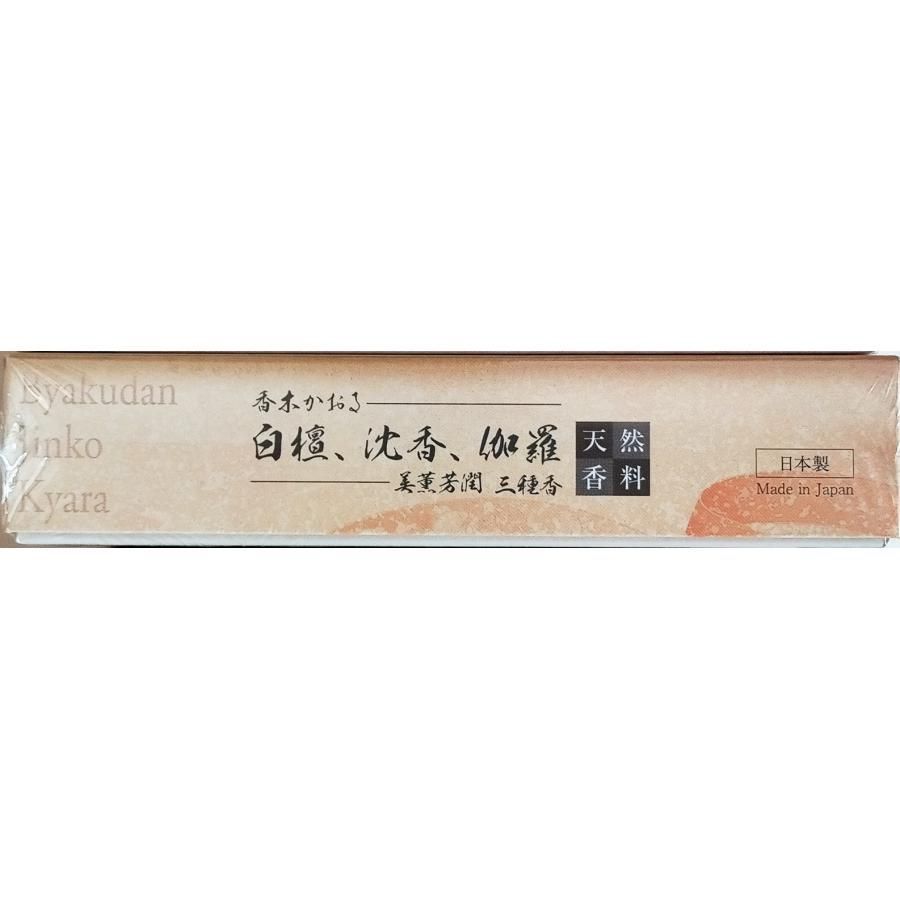 Byakudan
Jinko
Kyara
香木かおる
白檀、沈香、伽羅
美薫芳潤 三種香
天然
香料
日本製
Made in Japan